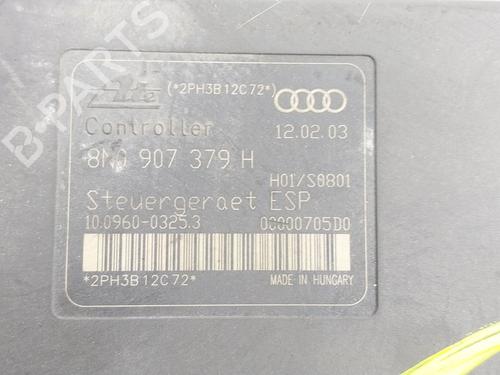 B-PARTS
Ate (*2PH3B12C72*)
Controller 12.02.03
8N0 907 379 H
H01/S0801
Steuergeraet ESP
10.0960-0325.3 00000705D0
*2PH3B12C72* MADE IN HUNGARY